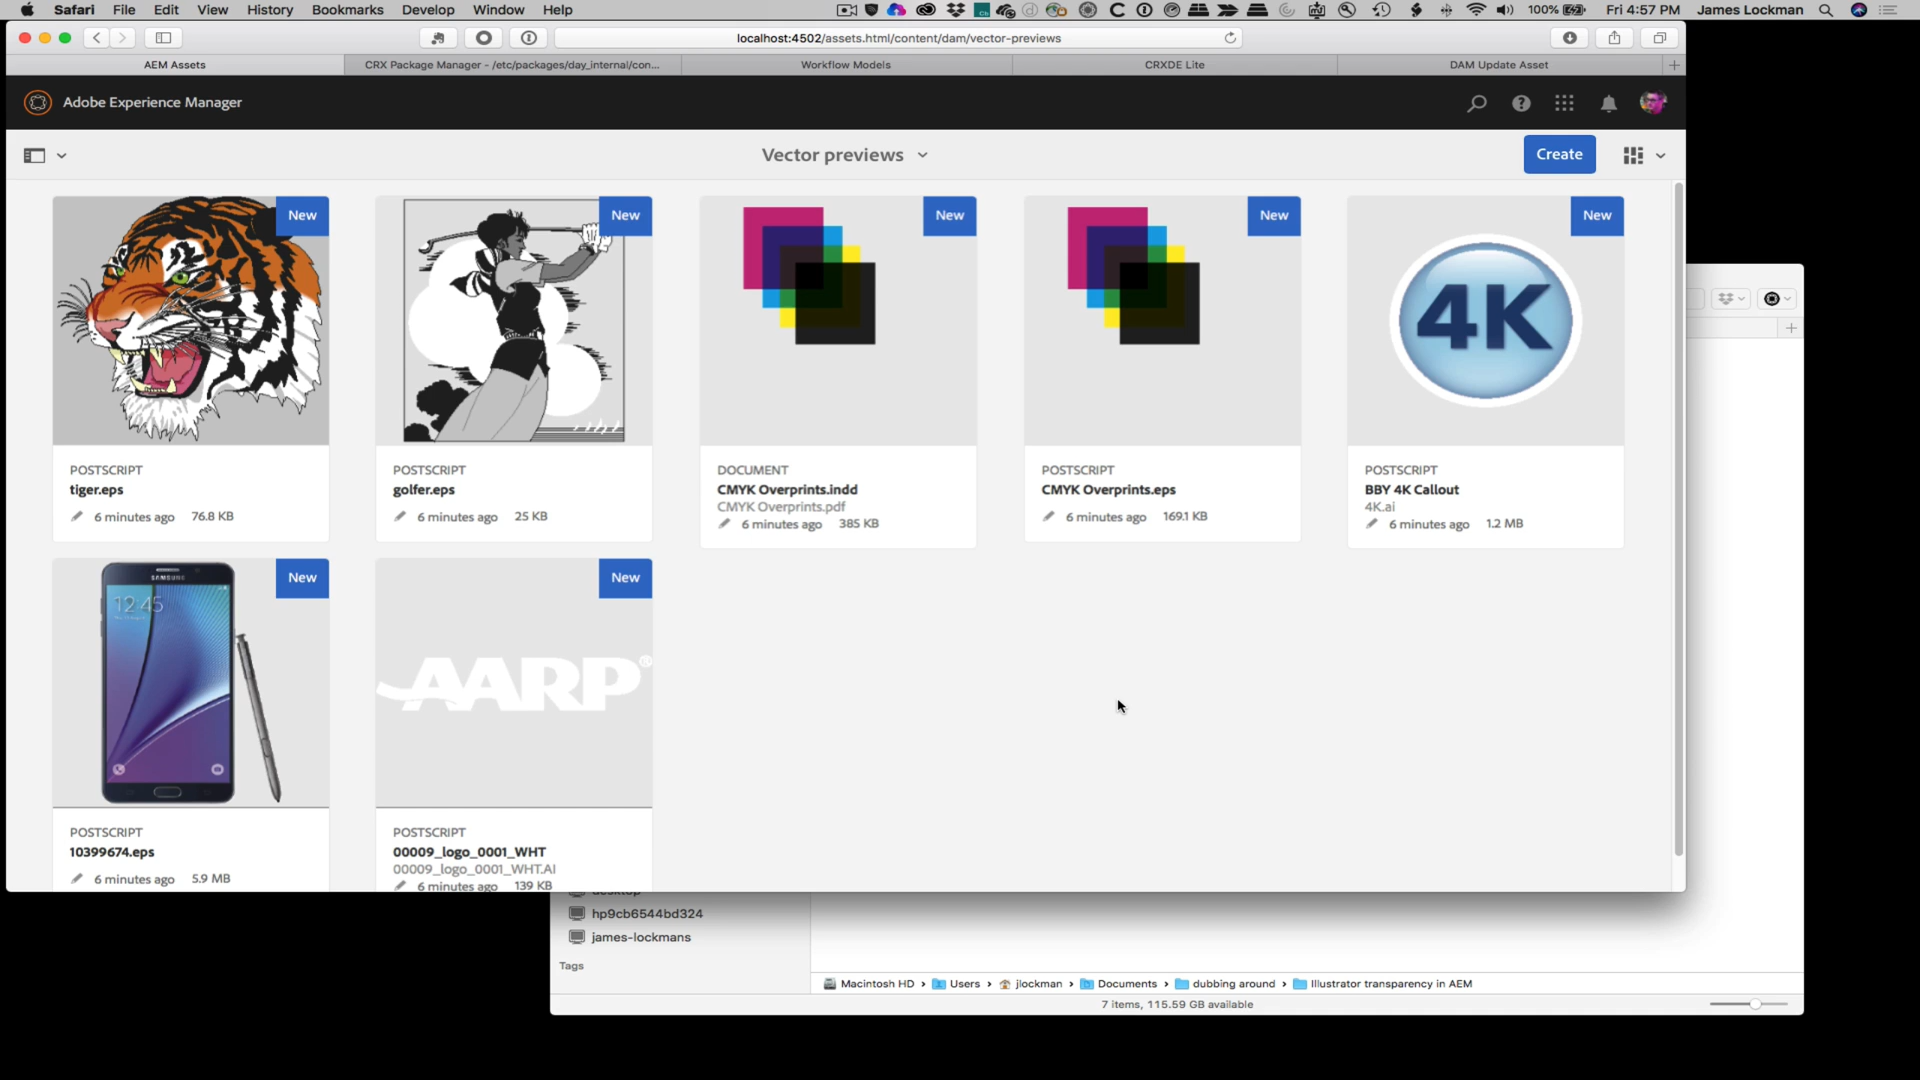 Safari File Edit View History Bookmarks Develop Window Help 100% Fri 4:57 PM James Lockman
localhost:4502/assets.html/content/dam/vector-previews
AEM Assets
CRX Package Manager - /etc/packages/day_internal/con...
Workflow Models
CRXDE Lite
DAM Update Asset
Adobe Experience Manager
Vector previews
Create
New
New
New
New
New
4K
POSTSCRIPT
tiger.eps
6 minutes ago 76.8 KB
POSTSCRIPT
golfer.eps
6 minutes ago 25 KB
DOCUMENT
CMYK Overprints.indd
CMYK Overprints.pdf
6 minutes ago 385 KB
POSTSCRIPT
CMYK Overprints.eps
6 minutes ago 169.1 KB
POSTSCRIPT
BBY 4K Callout
4K.ai
6 minutes ago 1.2 MB
New
SAMSUNG
12:45
New
AARP®
POSTSCRIPT
10399674.eps
6 minutes ago 5.9 MB
POSTSCRIPT
00009_logo_0001_WHT
00009_logo_0001_WHT.AI
6 minutes ago 139 KB
desktop
hp9cb6544bd324
james-lockmans
Tags
Macintosh HD › Users › jlockman › Documents › dubbing around › Illustrator transparency in AEM
7 items, 115.59 GB available